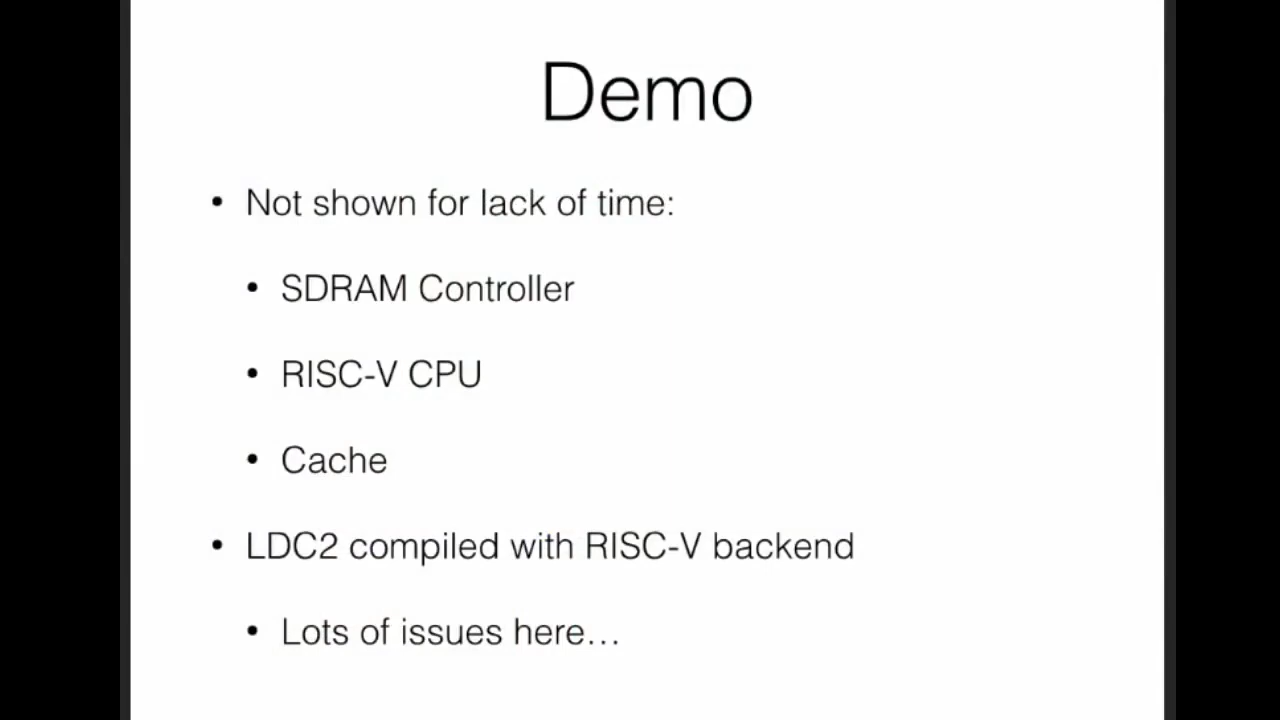 Demo
• Not shown for lack of time:
• SDRAM Controller
• RISC-V CPU
• Cache
• LDC2 compiled with RISC-V backend
• Lots of issues here…